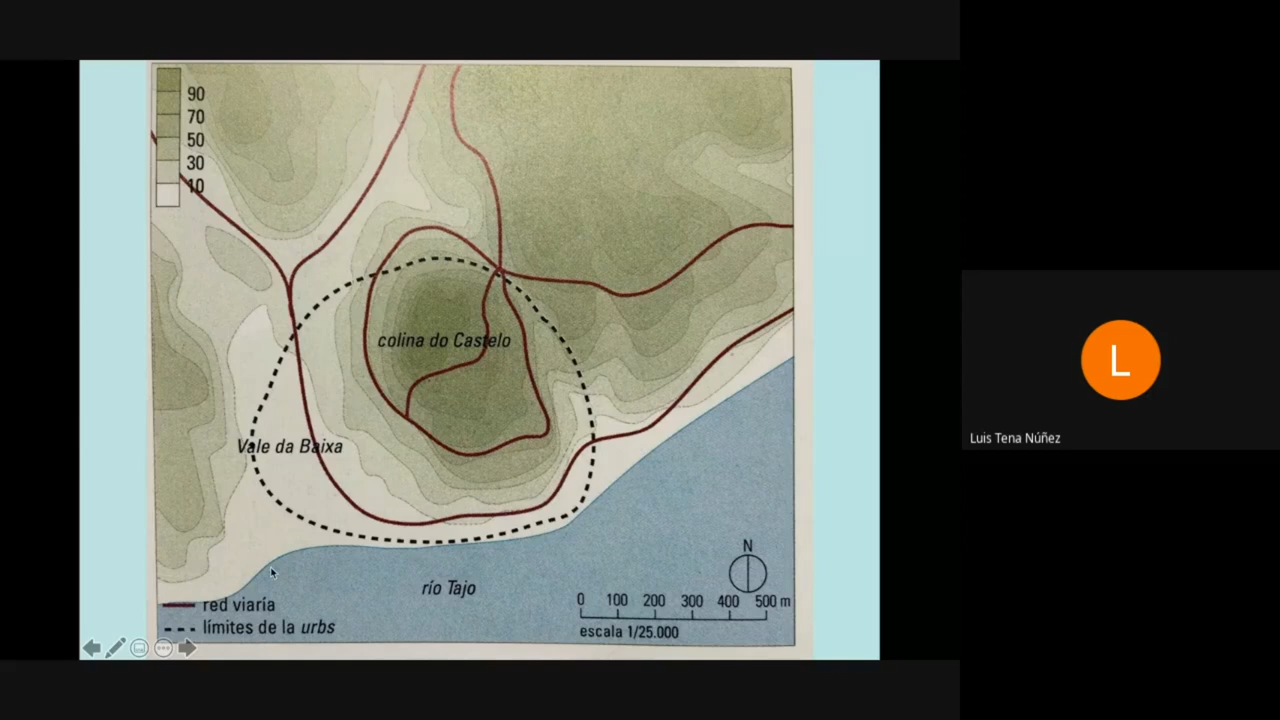 90
70
50
30
10
colina do Castelo
Vale da Baixa
río Tajo
N
0 100 200 300 400 500 m
escala 1/25.000
red viaría
límites de la urbs
L
Luis Tena Núñez